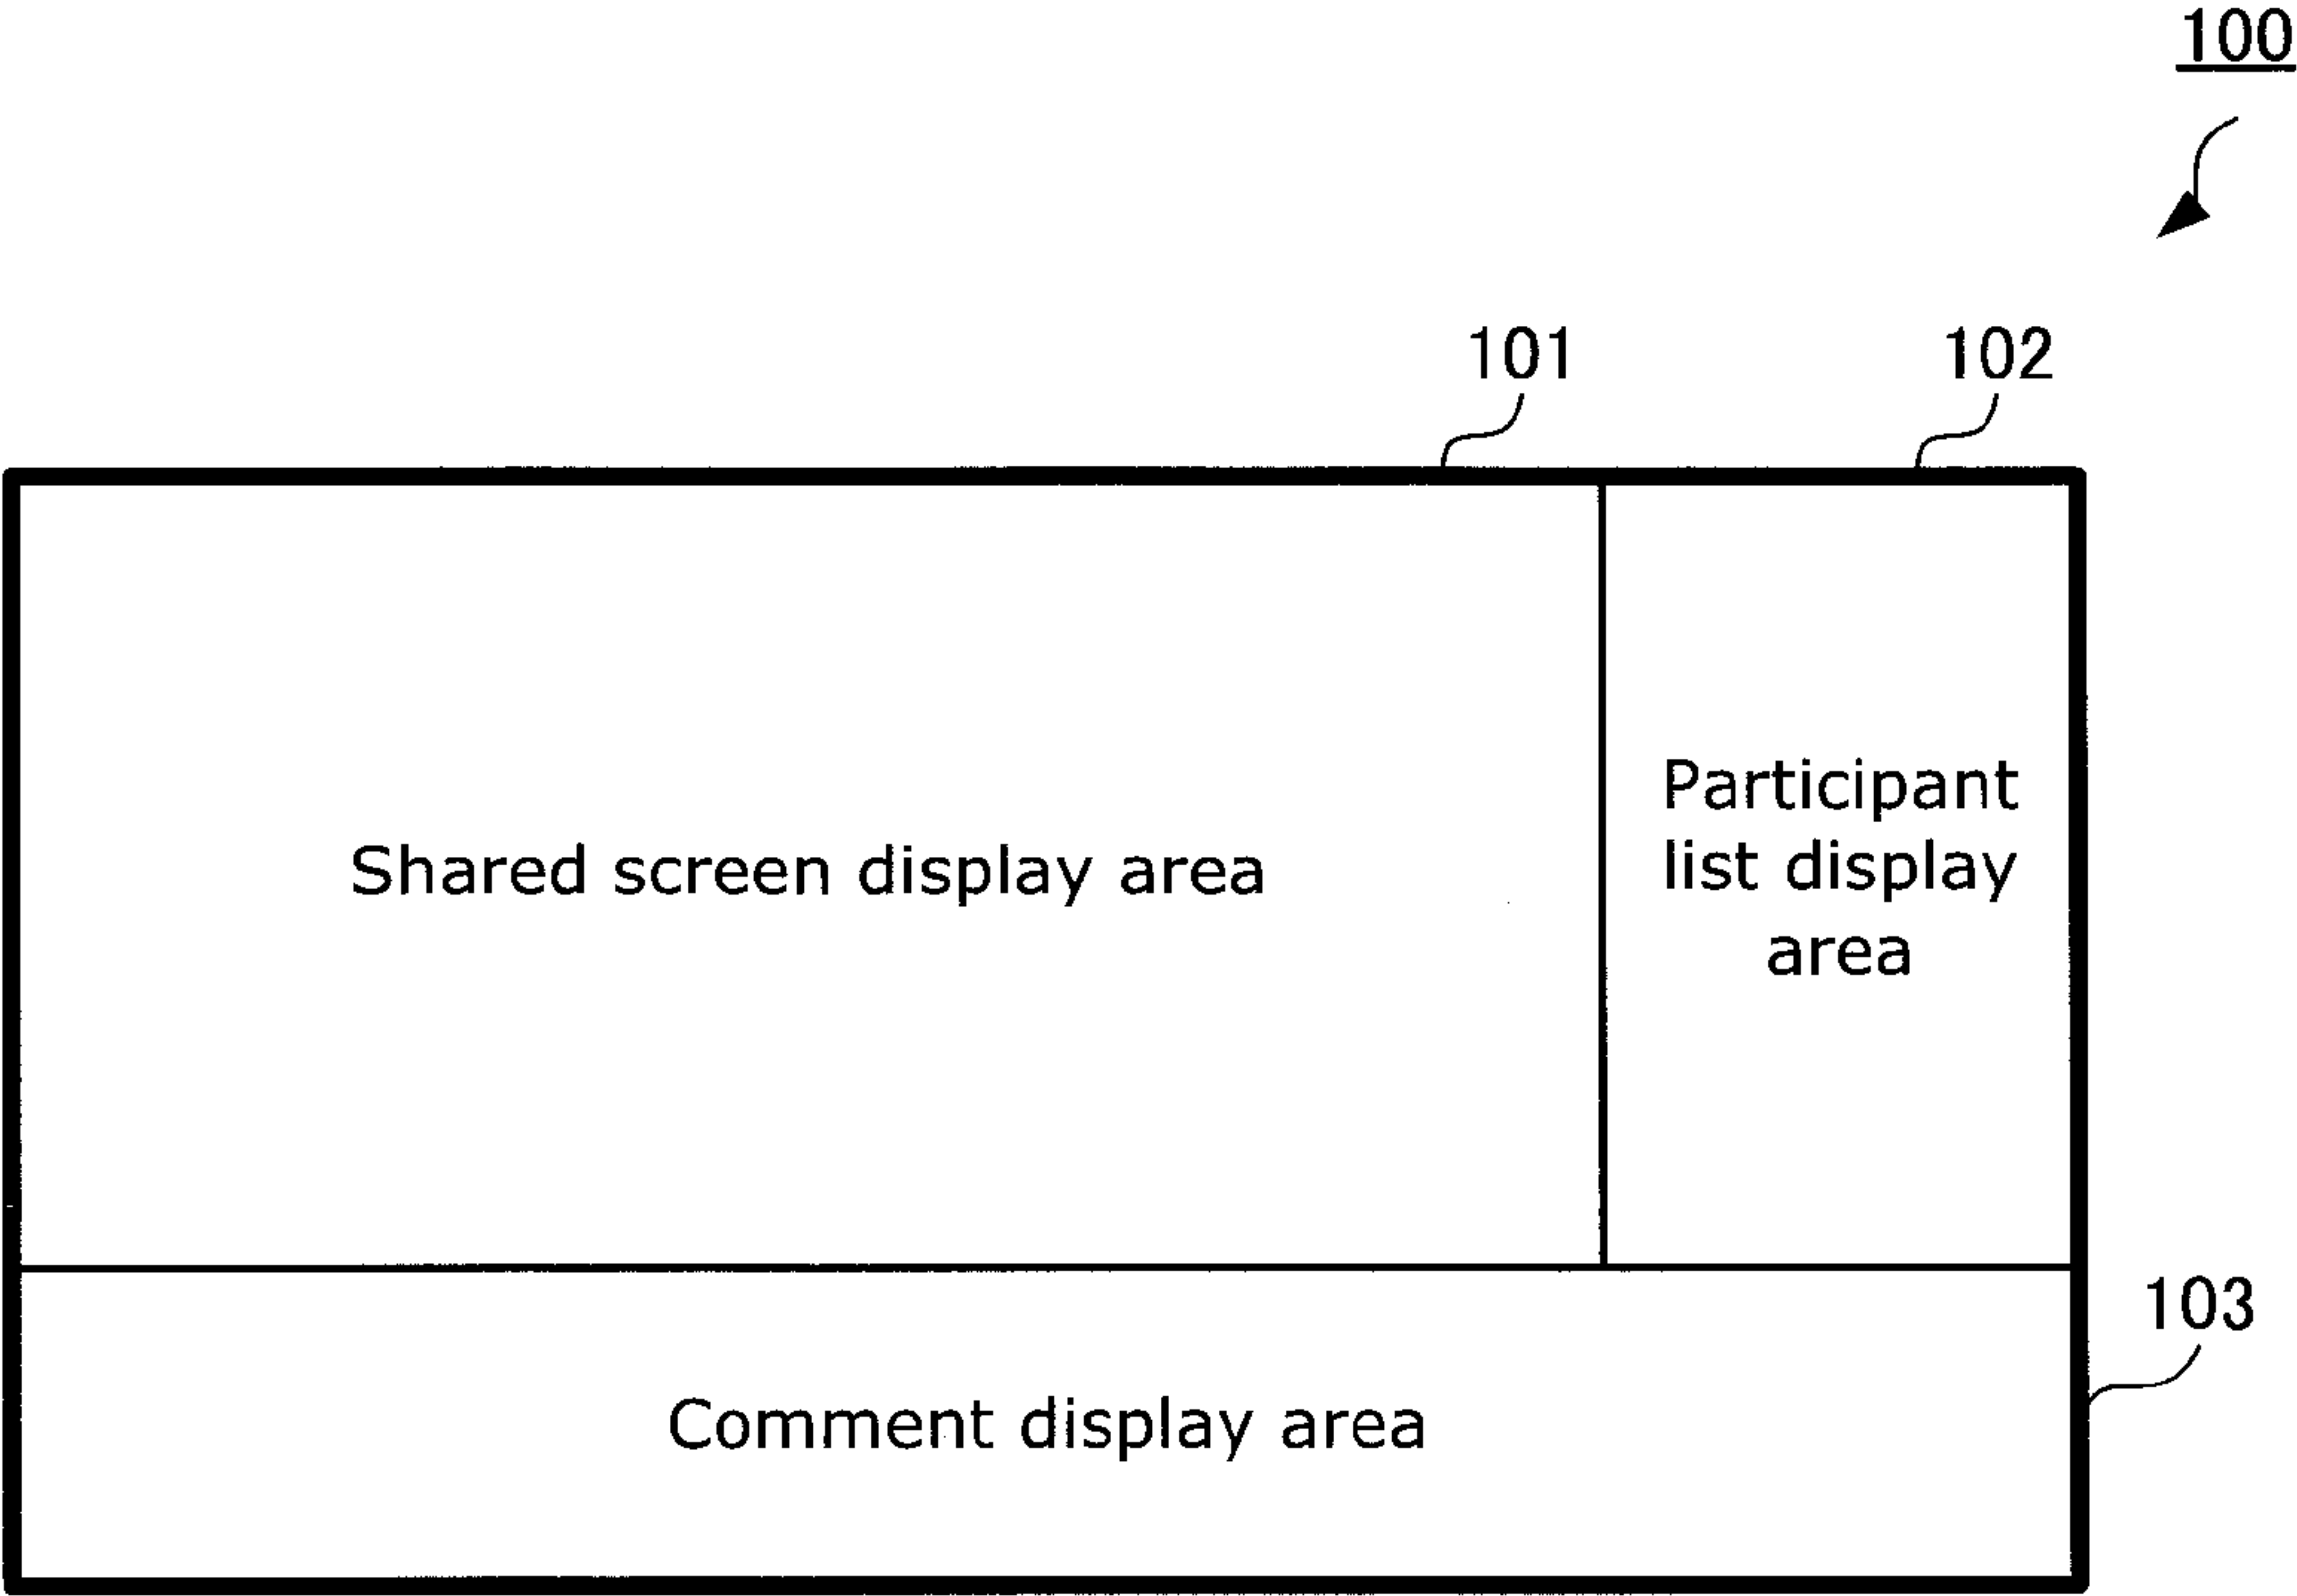 100
101
102
Shared screen display area
Participant
list display
area
103
Comment display area